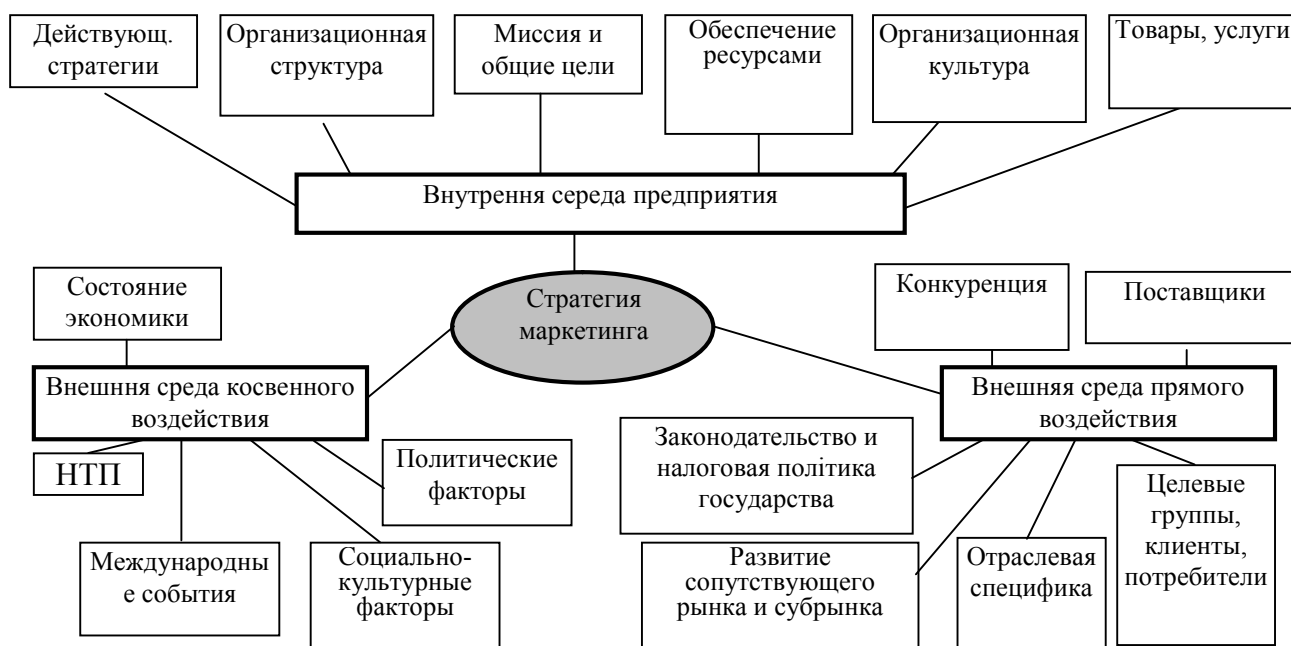 Действующ.
стратегии
Организационная
структура
Миссия и
общие цели
Обеспечение
ресурсами
Организационная
культура
Товары, услуги
Внутрення середа предприятия
Состояние
экономики
Стратегия
маркетинга
Конкуренция
Поставщики
Внешння среда косвенного
воздействия
Внешняя среда прямого
воздействия
НТП
Политические
факторы
Законодательство и
налоговая політика
государства
Целевые
группы,
клиенты,
потребители
Международны
е события
Социально-
культурные
факторы
Развитие
сопутствующего
рынка и субрынка
Отраслевая
специфика